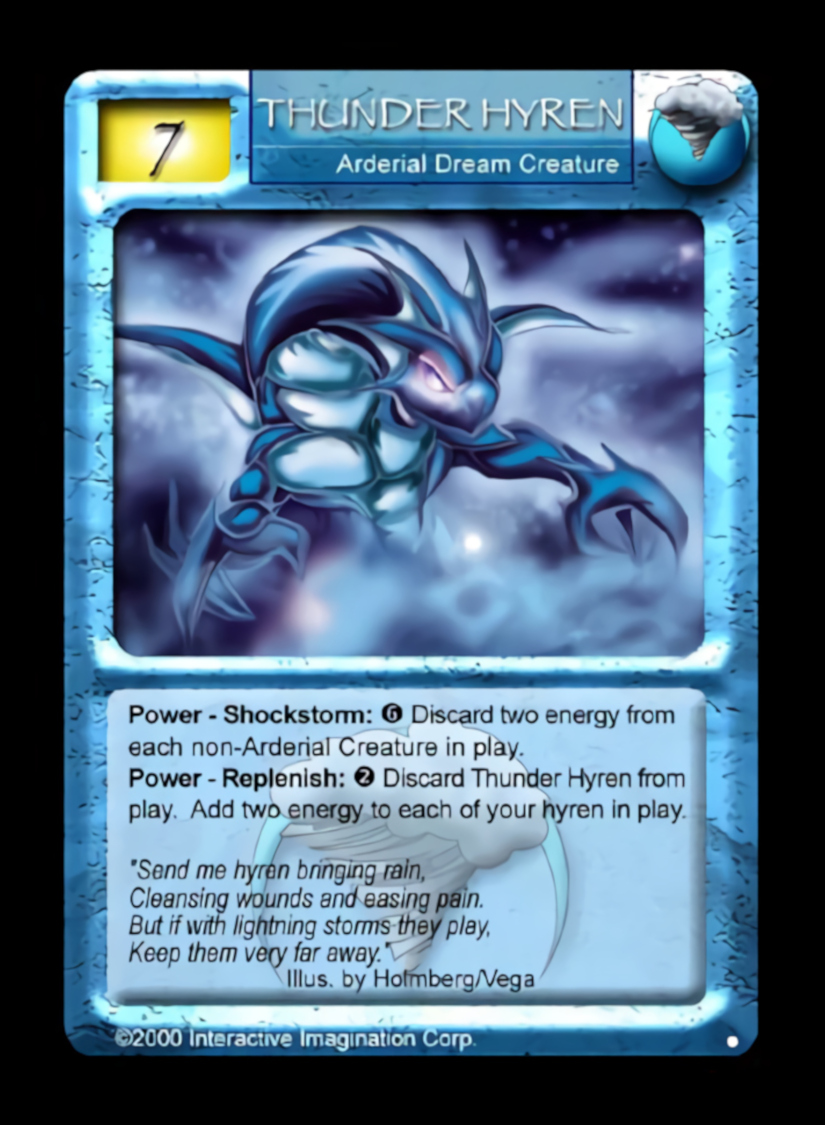 7
THUNDER HYREN
Arderial Dream Creature
Power - Shockstorm: ❻ Discard two energy from
each non-Arderial Creature in play.
Power - Replenish: ❷ Discard Thunder Hyren from
play. Add two energy to each of your hyren in play.
"Send me hyren bringing rain,
Cleansing wounds and easing pain.
But if with lightning storms they play,
Keep them very far away."
Illus. by Holmberg/Vega
©2000 Interactive Imagination Corp.